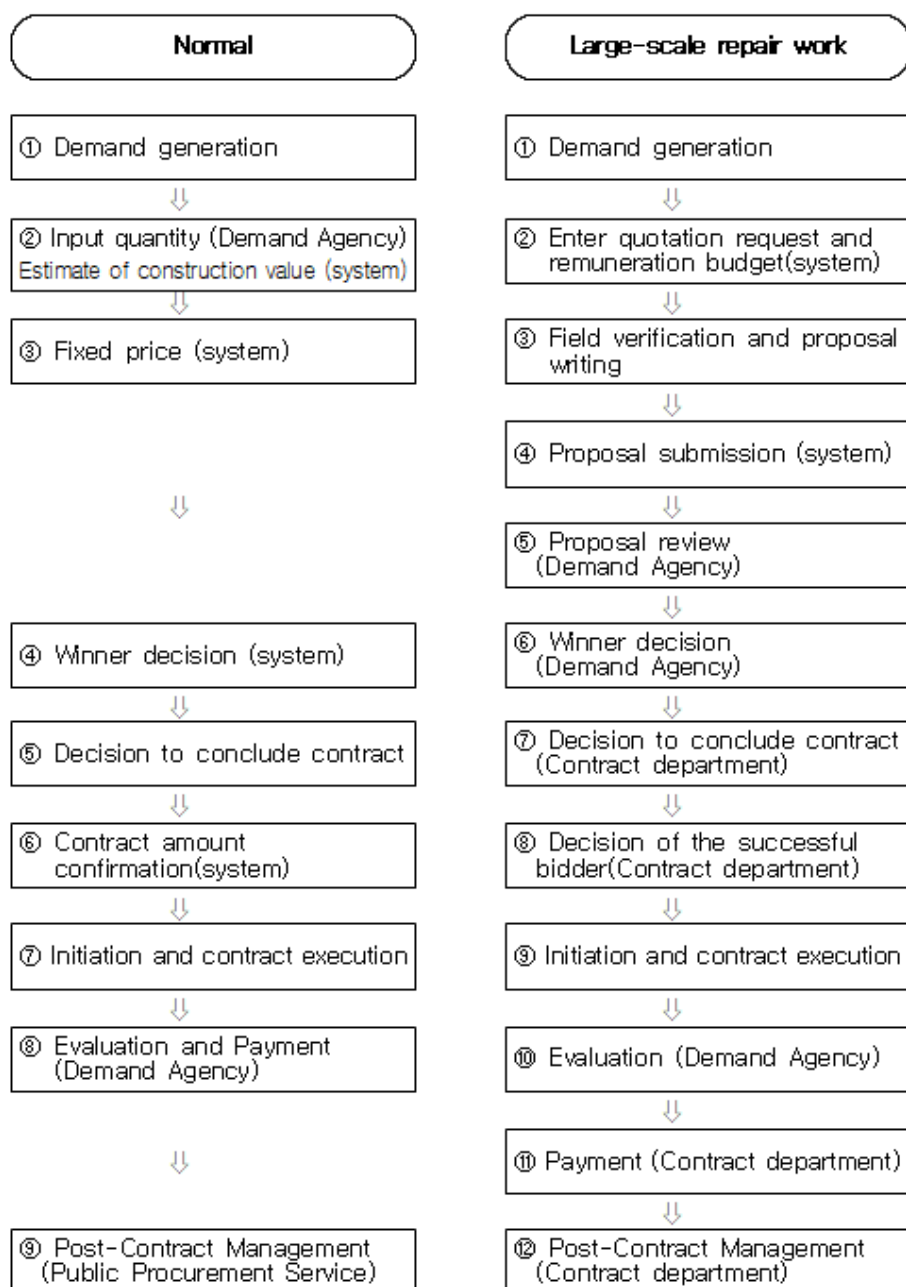 Normal
① Demand generation
② Input quantity (Demand Agency)
Estimate of construction value (system)
③ Fixed price (system)
④ Winner decision (system)
⑤ Decision to conclude contract
⑥ Contract amount
confirmation(system)
⑦ Initiation and contract execution
⑧ Evaluation and Payment
(Demand Agency)
⑨ Post-Contract Management
(Public Procurement Service)
Large-scale repair work
① Demand generation
② Enter quotation request and
remuneration budget(system)
③ Field verification and proposal
writing
④ Proposal submission (system)
⑤ Proposal review
(Demand Agency)
⑥ Winner decision
(Demand Agency)
⑦ Decision to conclude contract
(Contract department)
⑧ Decision of the successful
bidder(Contract department)
⑨ Initiation and contract execution
⑩ Evaluation (Demand Agency)
⑪ Payment (Contract department)
⑫ Post-Contract Management
(Contract department)